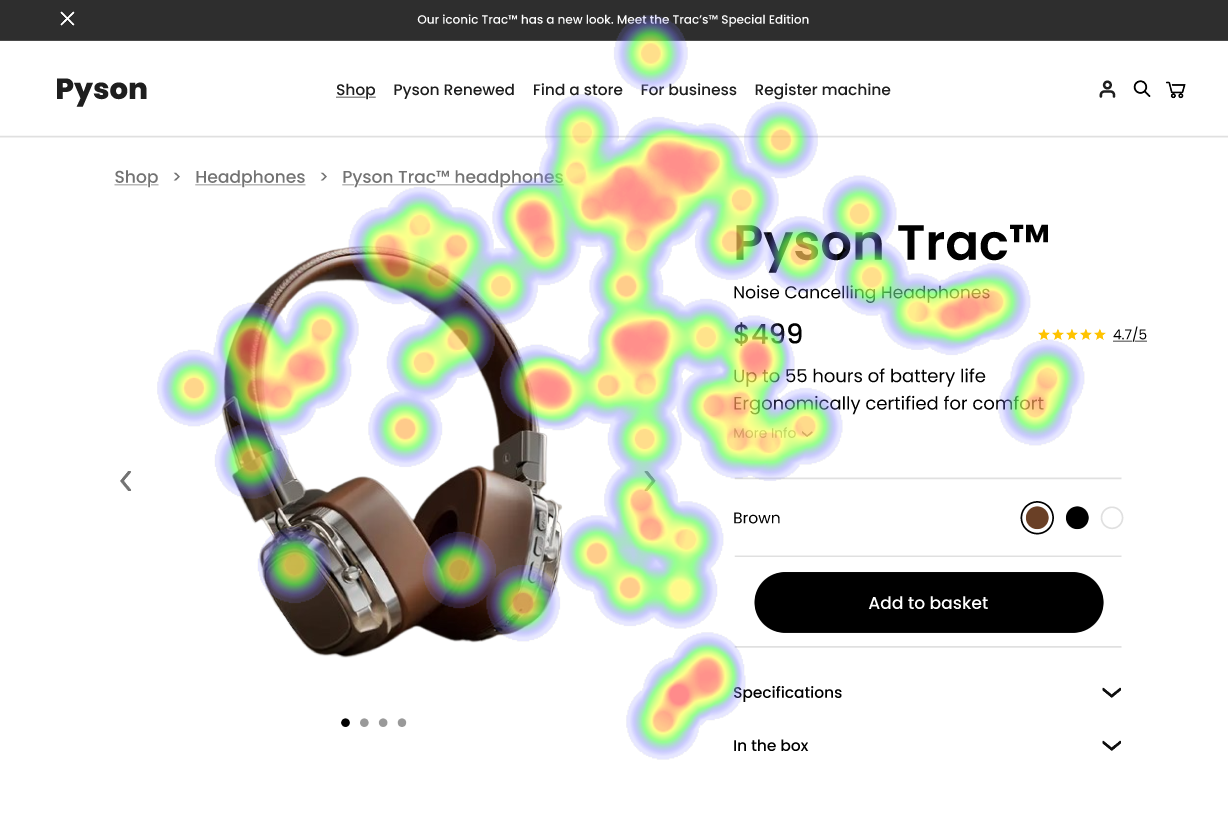 Our iconic Trac™ has a new look. Meet the Trac's™ Special Edition
Pyson
Shop Pyson Renewed Find a store For business Register machine
Shop > Headphones > Pyson Trac™ headphones
Pyson Trac™
Noise Cancelling Headphones
$499
4.7/5
Up to 55 hours of battery life
Ergonomically certified for comfort
More Info
Brown
Add to basket
Specifications
In the box